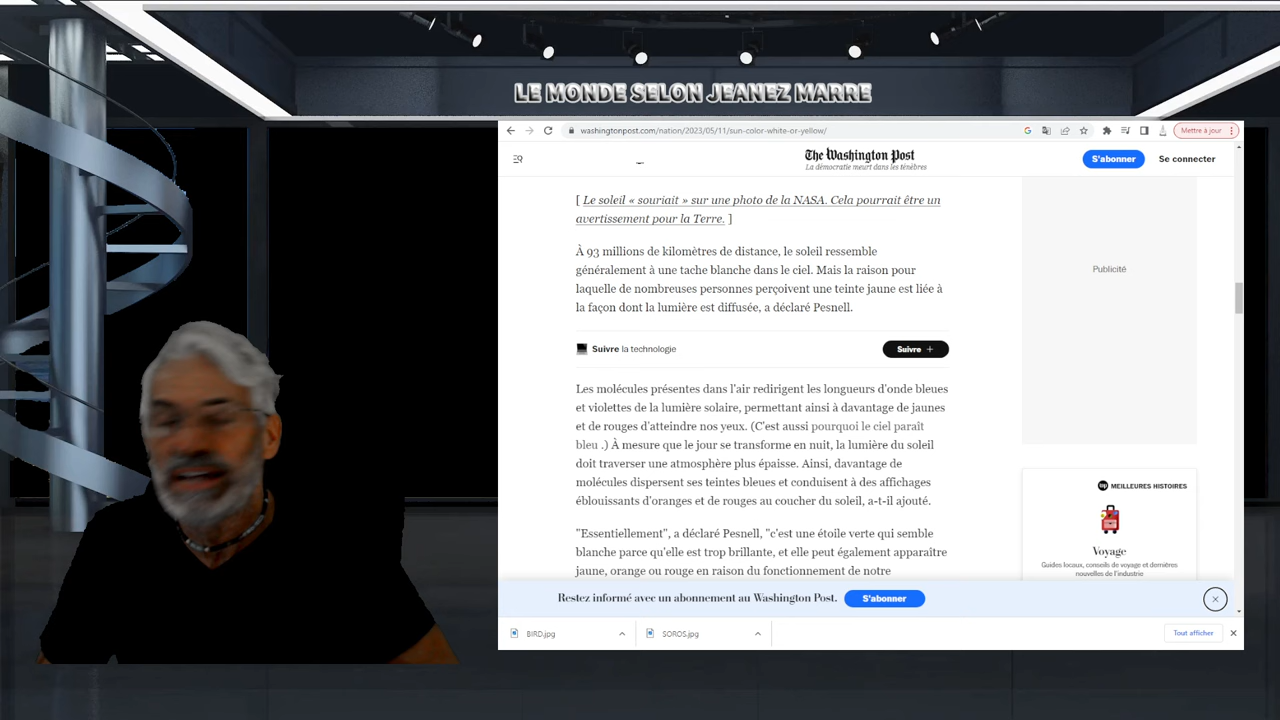 LE MONDE SELON JEANEZ MARRE
washingtonpost.com/nation/2023/05/11/sun-color-white-or-yellow/
Mettre à jour
The Washington Post
La démocratie meurt dans les ténèbres
S'abonner
Se connecter
[ Le soleil « souriait » sur une photo de la NASA. Cela pourrait être un
avertissement pour la Terre. ]
À 93 millions de kilomètres de distance, le soleil ressemble
généralement à une tache blanche dans le ciel. Mais la raison pour
laquelle de nombreuses personnes perçoivent une teinte jaune est liée à
la façon dont la lumière est diffusée, a déclaré Pesnell.
Suivre la technologie
Suivre +
Les molécules présentes dans l'air redirigent les longueurs d'onde bleues
et violettes de la lumière solaire, permettant ainsi à davantage de jaunes
et de rouges d'atteindre nos yeux. (C'est aussi pourquoi le ciel paraît
bleu .) À mesure que le jour se transforme en nuit, la lumière du soleil
doit traverser une atmosphère plus épaisse. Ainsi, davantage de
molécules dispersent ses teintes bleues et conduisent à des affichages
éblouissants d'oranges et de rouges au coucher du soleil, a-t-il ajouté.
"Essentiellement", a déclaré Pesnell, "c'est une étoile verte qui semble
blanche parce qu'elle est trop brillante, et elle peut également apparaître
jaune, orange ou rouge en raison du fonctionnement de notre
Publicité
wp MEILLEURES HISTOIRES
Voyage
Guides locaux, conseils de voyage et dernières
nouvelles de l'industrie
Restez informé avec un abonnement au Washington Post.
S'abonner
BIRD.jpg
SOROS.jpg
Tout afficher